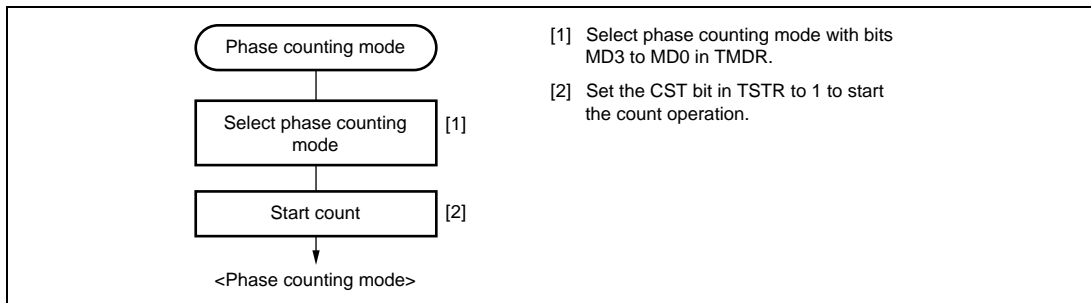 Phase counting mode
Select phase counting
mode
[1]
Start count
[2]
<Phase counting mode>
[1] Select phase counting mode with bits
MD3 to MD0 in TMDR.
[2] Set the CST bit in TSTR to 1 to start
the count operation.